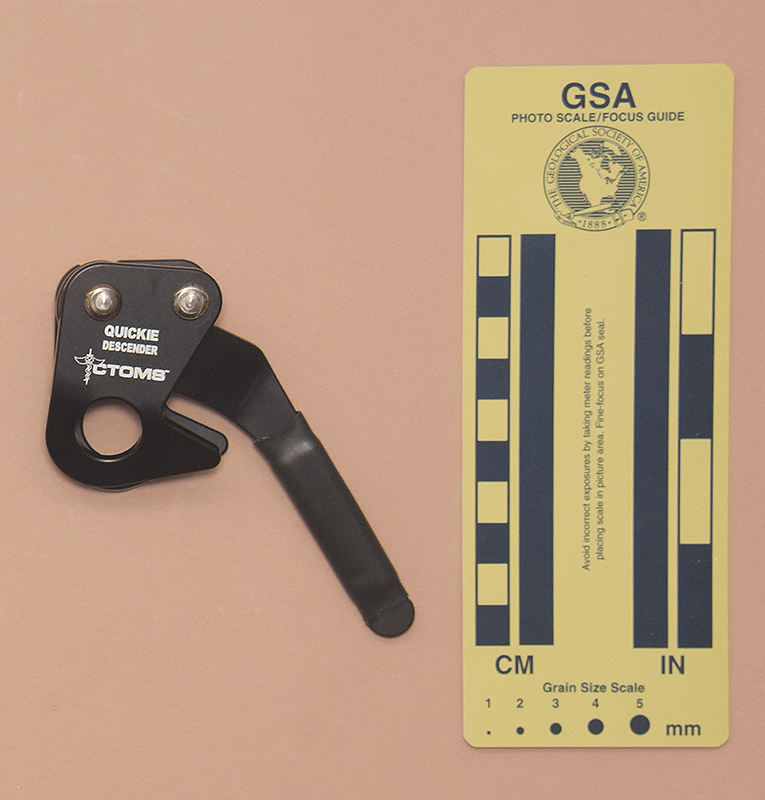 QUICKIE
DESCENDER
CTOMS™
GSA
PHOTO SCALE/FOCUS GUIDE
THE GEOLOGICAL SOCIETY OF AMERICA
·1888·
®
Avoid incorrect exposures by taking meter readings before
placing scale in picture area. Fine-focus on GSA seal.
CM
IN
Grain Size Scale
1 2 3 4 5
mm